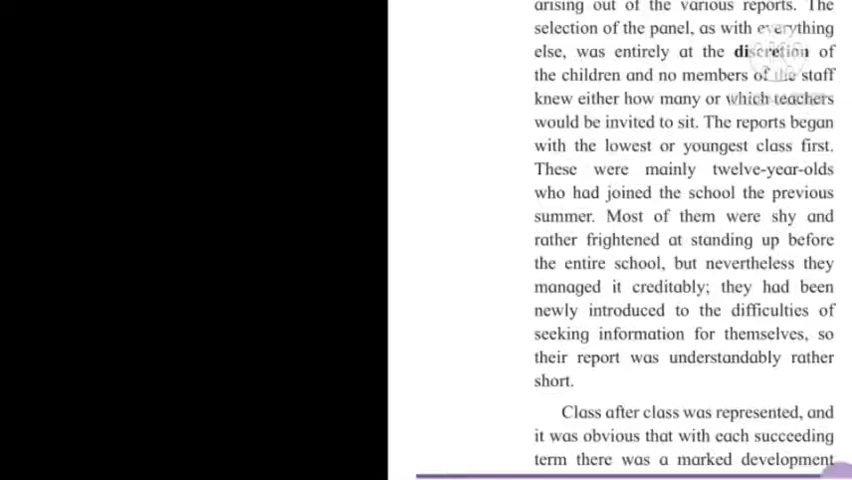 arising out of the various reports. The
selection of the panel, as with everything
else, was entirely at the discretion of
the children and no members of the staff
knew either how many or which teachers
would be invited to sit. The reports began
with the lowest or youngest class first.
These were mainly twelve-year-olds
who had joined the school the previous
summer. Most of them were shy and
rather frightened at standing up before
the entire school, but nevertheless they
managed it creditably; they had been
newly introduced to the difficulties of
seeking information for themselves, so
their report was understandably rather
short.
Class after class was represented, and
it was obvious that with each succeeding
term there was a marked development